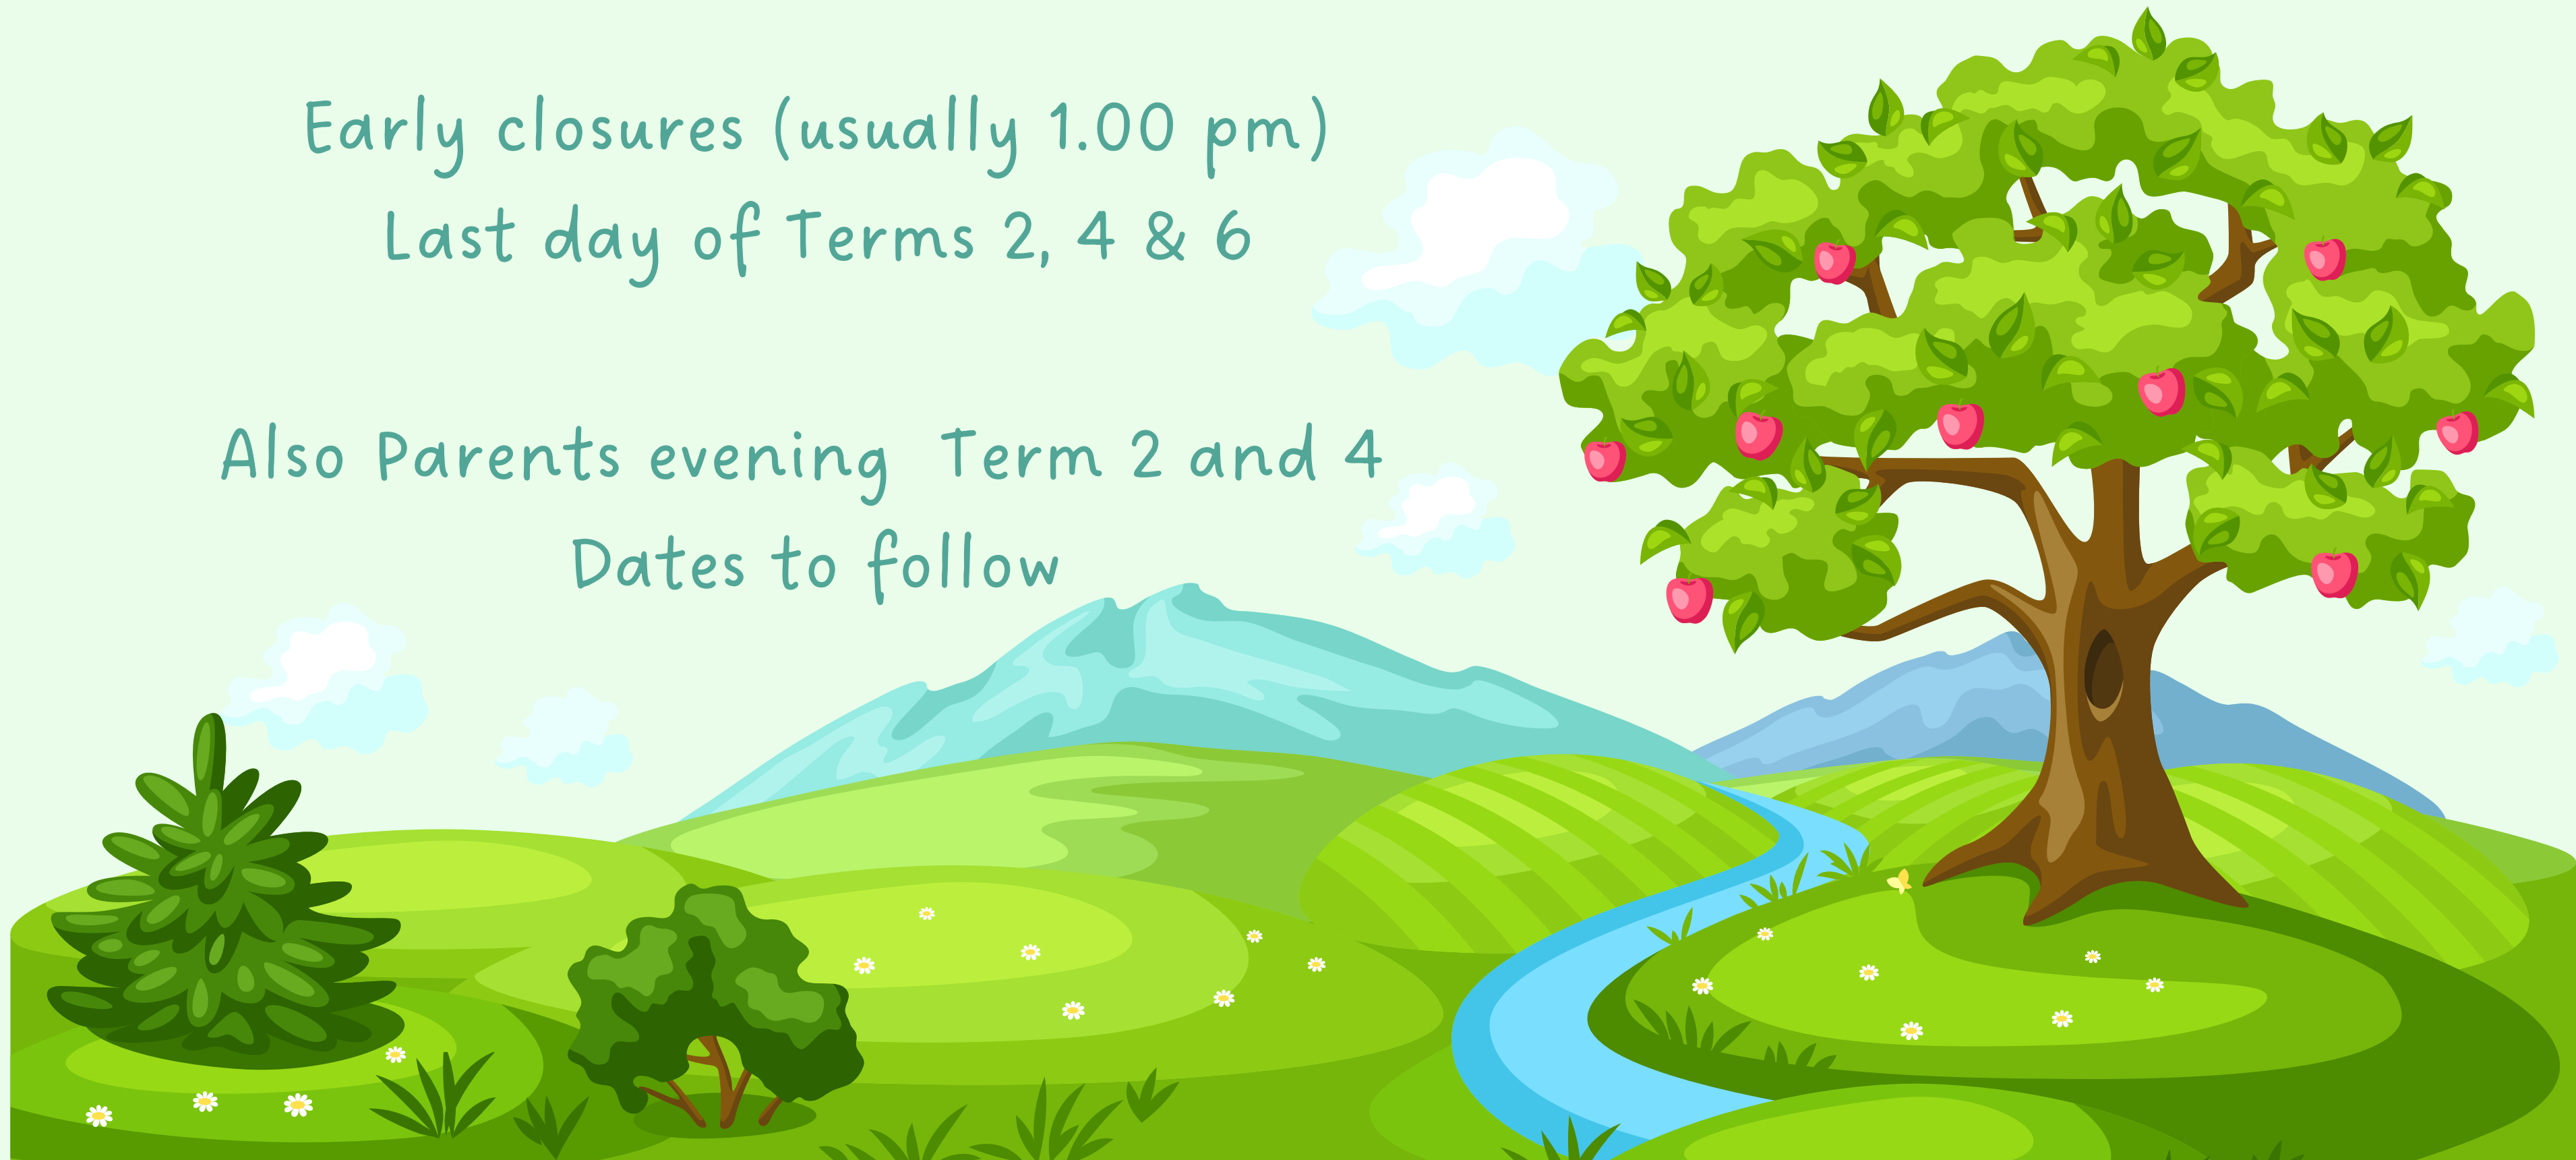 Early closures (usually 1.00 pm)
Last day of Terms 2, 4 & 6
Also Parents evening  Term 2 and 4
Dates to follow